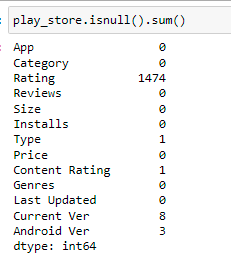 play_store.isnull().sum()
App 0
Category 0
Rating 1474
Reviews 0
Size 0
Installs 0
Type 1
Price 0
Content Rating 1
Genres 0
Last Updated 0
Current Ver 8
Android Ver 3
dtype: int64